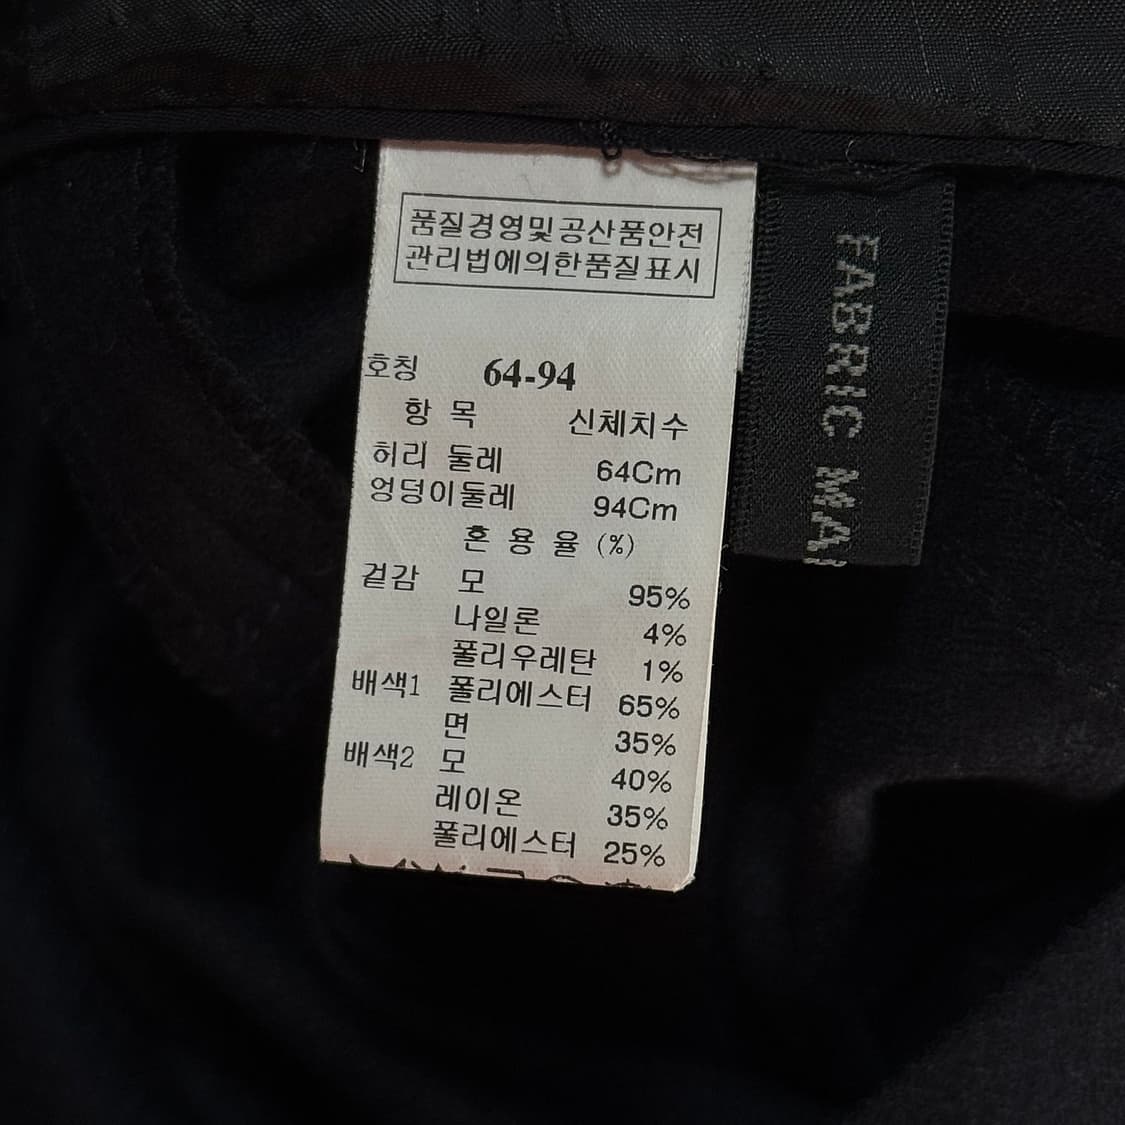 품질경영및공산품안전
관리법에의한품질표시
호칭 64-94
항 목 신체치수
허리 둘레 64Cm
엉덩이둘레 94Cm
혼 용 율 (%)
겉감 모 95%
나일론 4%
폴리우레탄 1%
배색1 폴리에스터 65%
면 35%
배색2 모 40%
레이온 35%
폴리에스터 25%
FABRIC